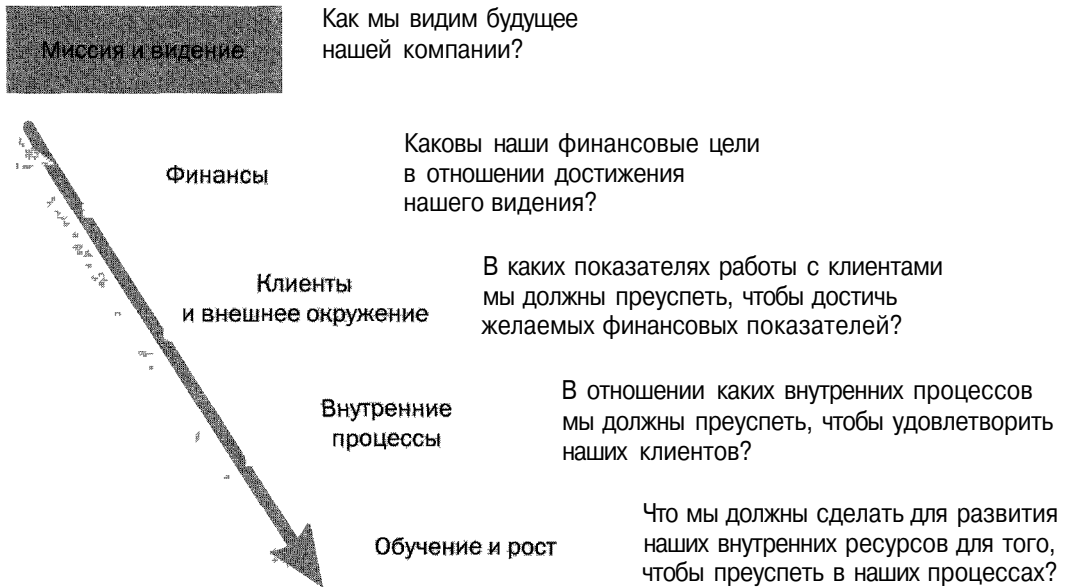 Миссия и видение
Как мы видим будущее
нашей компании?
Финансы
Каковы наши финансовые цели
в отношении достижения
нашего видения?
Клиенты
и внешнее окружение
В каких показателях работы с клиентами
мы должны преуспеть, чтобы достичь
желаемых финансовых показателей?
Внутренние
процессы
В отношении каких внутренних процессов
мы должны преуспеть, чтобы удовлетворить
наших клиентов?
Обучение и рост
Что мы должны сделать для развития
наших внутренних ресурсов для того,
чтобы преуспеть в наших процессах?